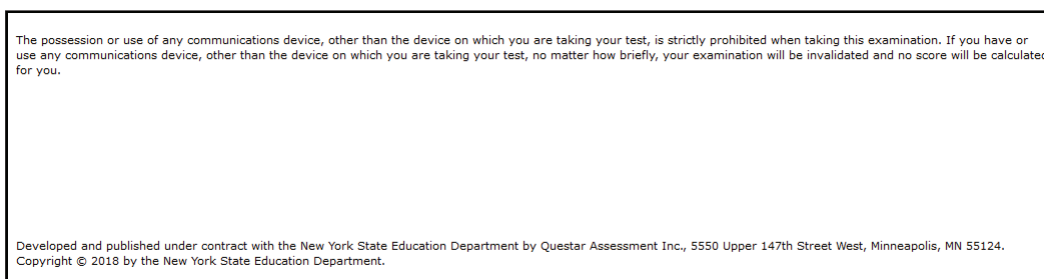 The possession or use of any communications device, other than the device on which you are taking your test, is strictly prohibited when taking this examination. If you have or
use any communications device, other than the device on which you are taking your test, no matter how briefly, your examination will be invalidated and no score will be calculated
for you.
Developed and published under contract with the New York State Education Department by Questar Assessment Inc., 5550 Upper 147th Street West, Minneapolis, MN 55124.
Copyright © 2018 by the New York State Education Department.